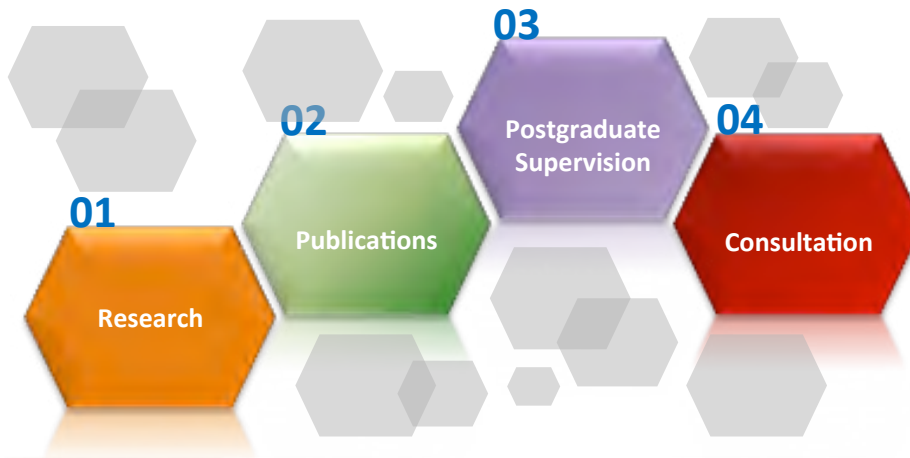 01
Research
02
Publications
03
Postgraduate
Supervision
04
Consultation